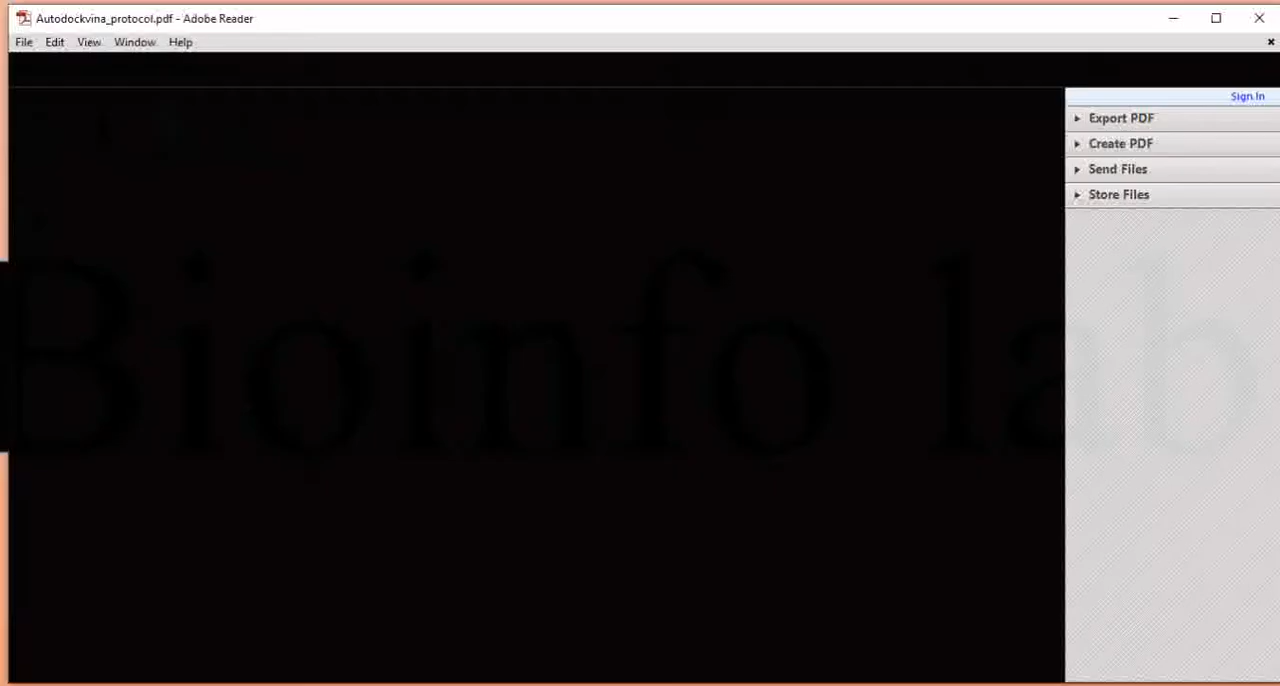 Autodockvina_protocol.pdf - Adobe Reader
File Edit View Window Help
Sign In
Export PDF
Create PDF
Send Files
Store Files
Bioinfo lab